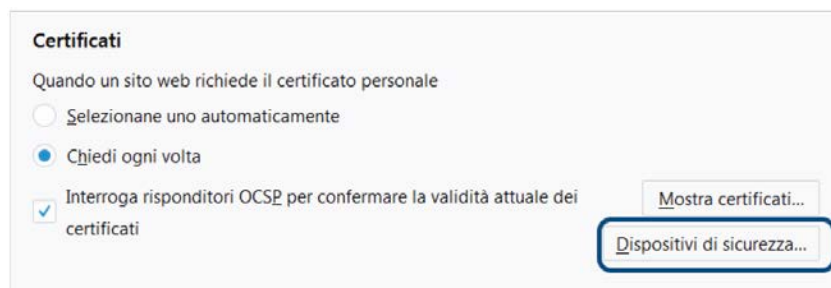 Certificati
Quando un sito web richiede il certificato personale
Selezionane uno automaticamente
Chiedi ogni volta
Interroga risponditori OCSP per confermare la validità attuale dei
certificati
Mostra certificati...
Dispositivi di sicurezza...